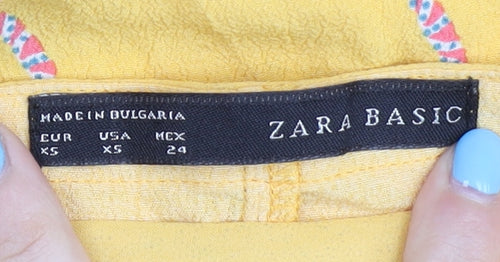 MADE IN BULGARIA
EUR USA MEX
XS XS 24
ZARA BASIC